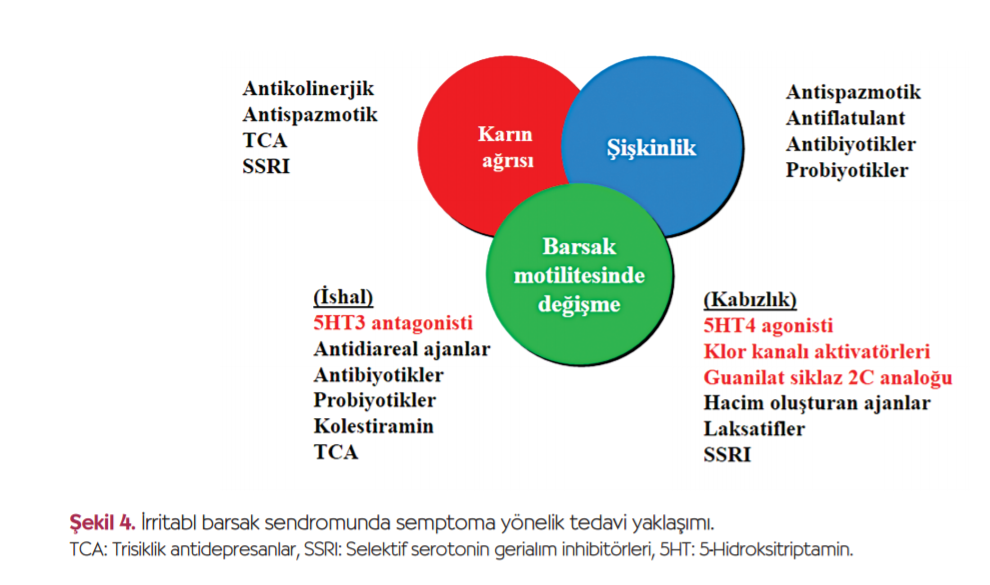 Antikolinerjik
Antispazmotik
TCA
SSRI
Karın
ağrısı
Şişkinlik
Antispazmotik
Antiflatulant
Antibiyotikler
Probiyotikler
Barsak
motilitesinde
değişme
(İshal)
5HT3 antagonisti
Antidiareal ajanlar
Antibiyotikler
Probiyotikler
Kolestiramin
TCA
(Kabızlık)
5HT4 agonisti
Klor kanalı aktivatörleri
Guanilat siklaz 2C analoğu
Hacim oluşturan ajanlar
Laksatifler
SSRI
Şekil 4. İrritabl barsak sendromunda semptoma yönelik tedavi yaklaşımı.
TCA: Trisiklik antidepresanlar, SSRI: Selektif serotonin gerialım inhibitörleri, 5HT: 5-Hidroksitriptamin.